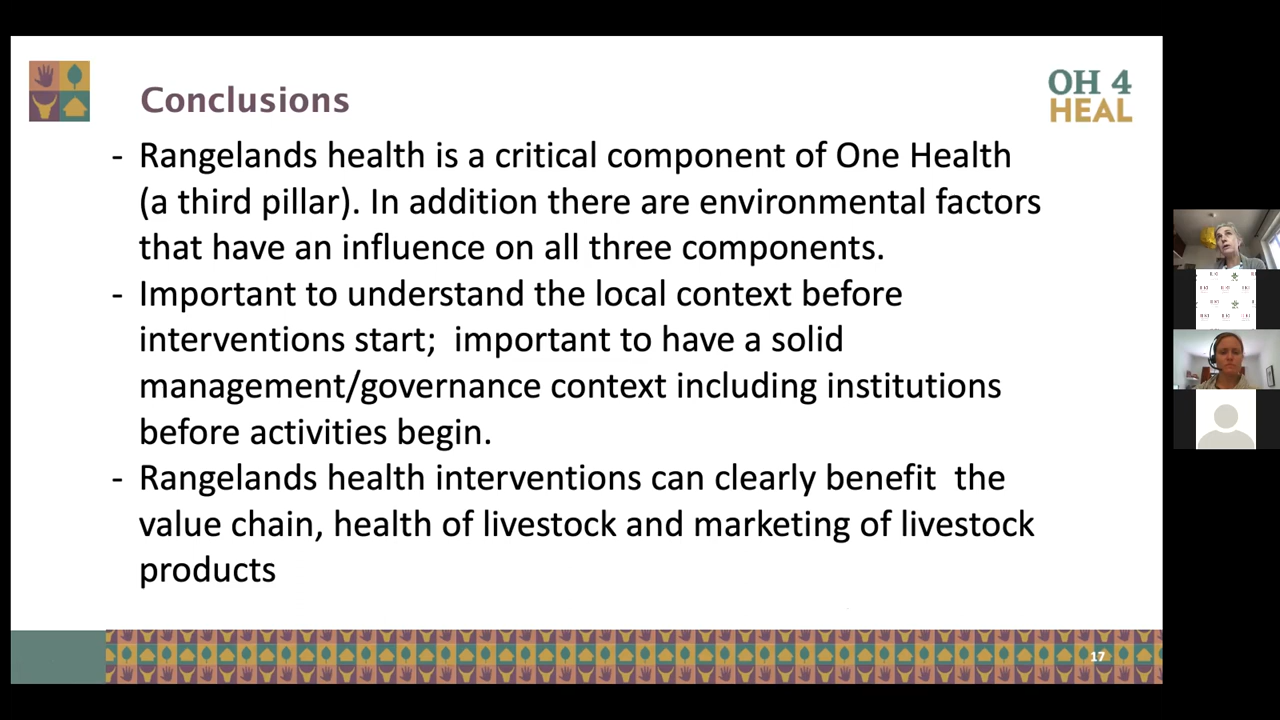 Conclusions
OH 4
HEAL
- Rangelands health is a critical component of One Health
(a third pillar). In addition there are environmental factors
that have an influence on all three components.
- Important to understand the local context before
interventions start;  important to have a solid
management/governance context including institutions
before activities begin.
- Rangelands health interventions can clearly benefit  the
value chain, health of livestock and marketing of livestock
products
17